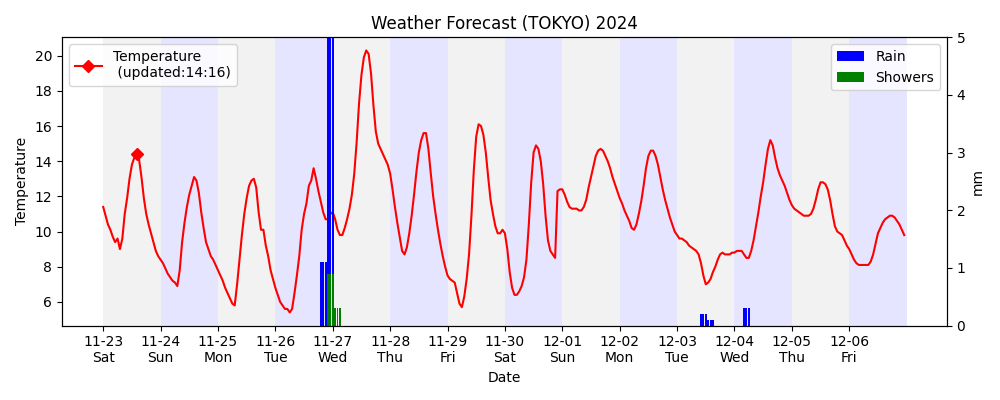 Weather Forecast (TOKYO) 2024
Temperature
(updated:14:16)
Rain
Showers
Temperature
20
18
16
14
12
10
8
6
5
4
3
2
1
0
mm
11-23 11-24 11-25 11-26 11-27 11-28 11-29 11-30 12-01 12-02 12-03 12-04 12-05 12-06
Sat Sun Mon Tue Wed Thu Fri Sat Sun Mon Tue Wed Thu Fri
Date